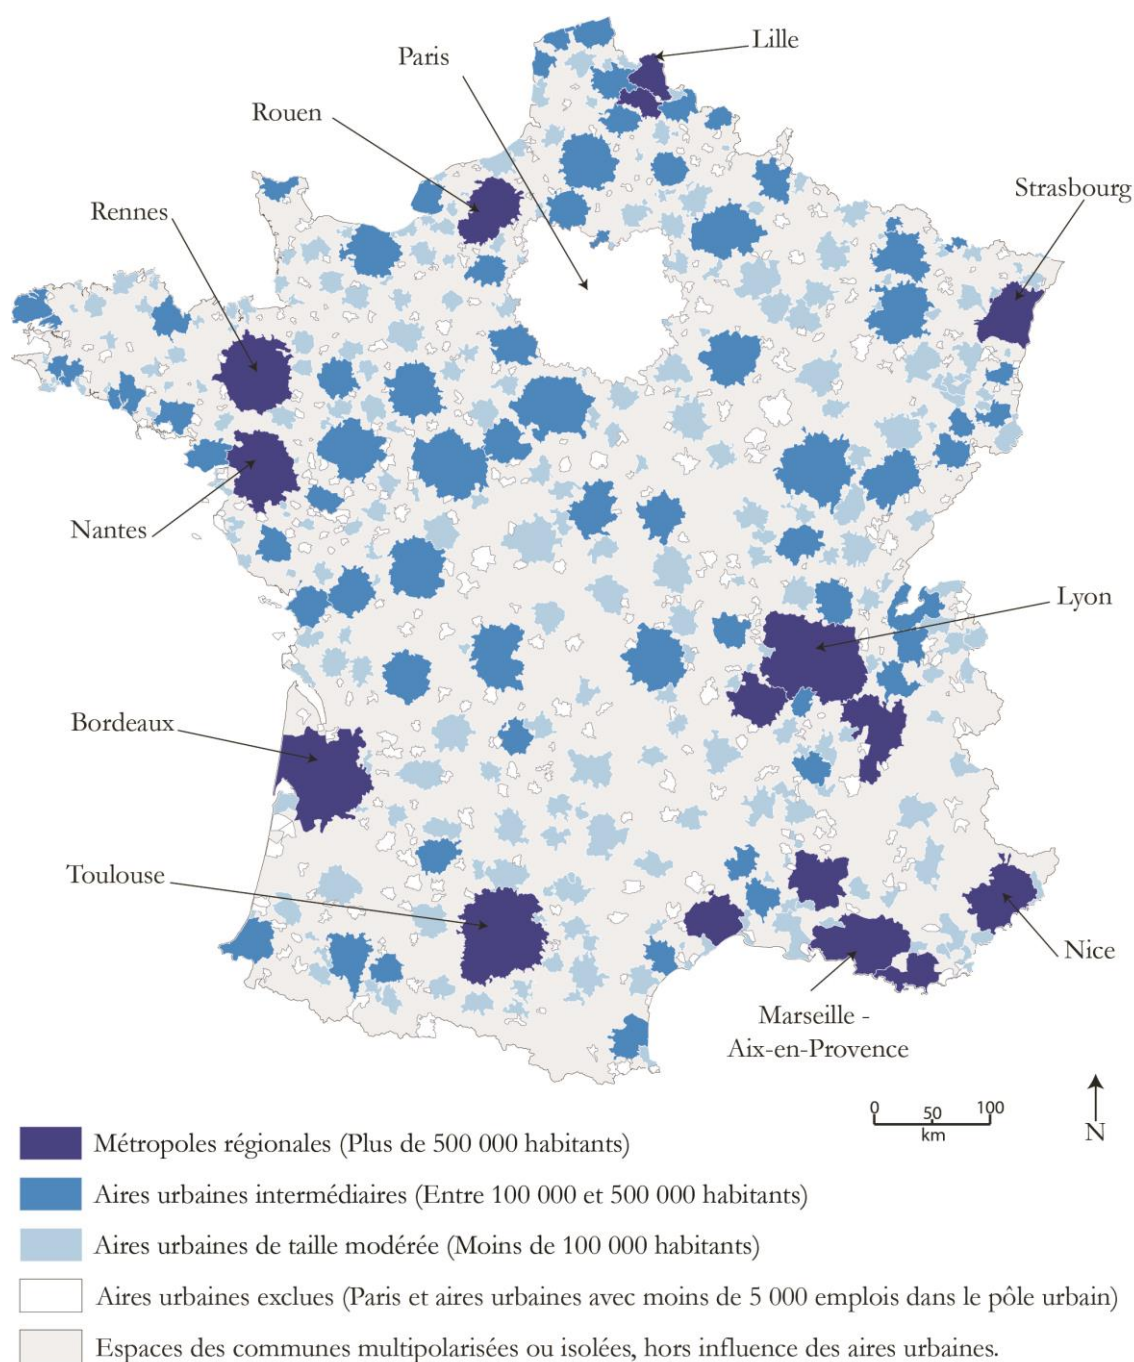 Lille
Paris
Rouen
Strasbourg
Rennes
Nantes
Lyon
Bordeaux
Toulouse
Nice
Marseille -
Aix-en-Provence
0 50 100
km
N
Métropoles régionales (Plus de 500 000 habitants)
Aires urbaines intermédiaires (Entre 100 000 et 500 000 habitants)
Aires urbaines de taille modérée (Moins de 100 000 habitants)
Aires urbaines exclues (Paris et aires urbaines avec moins de 5 000 emplois dans le pôle urbain)
Espaces des communes multipolarisées ou isolées, hors influence des aires urbaines.